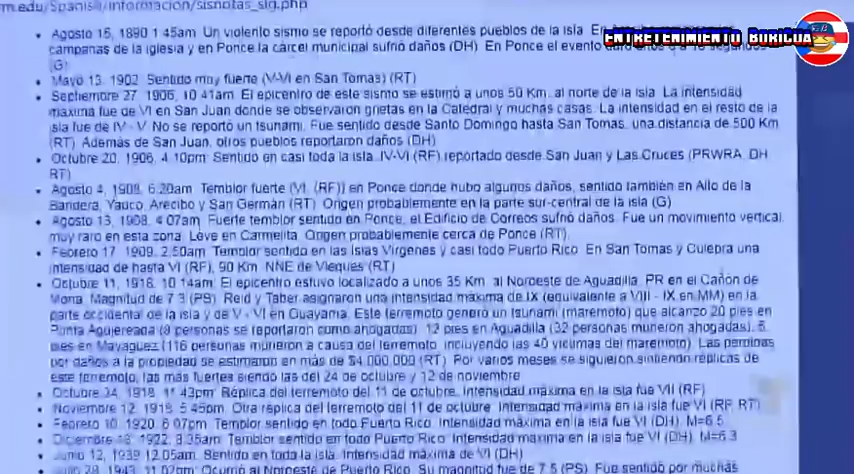 rm.edu/Spanish/informacion/sisnotas_sig.php
ENTRETENIMIENTO BORICUA
• Agosto 15, 1890 1:45am Un violento sismo se reportó desde diferentes pueblos de la isla. En
campanas de la iglesia y en Ponce la cárcel municipal sufrió daños (DH) En Ponce el evento
(G)
• Mayo 13, 1902 Sentido muy fuerte (V-VI en San Tomas) (RT)
• Septiembre 27, 1906, 10:41am. El epicentro de este sismo se estimó a unos 50 Km. al norte de la isla. La intensidad
máxima fue de VI en San Juan donde se observaron grietas en la Catedral y muchas casas. La intensidad en el resto de la
isla fue de IV - V. No se reportó un tsunami. Fue sentido desde Santo Domingo hasta San Tomas, una distancia de 500 Km
(RT) Además de San Juan, otros pueblos reportaron daños (DH)
• Octubre 20, 1906, 4:10pm Sentido en casi toda la isla, IV-VI (RF) reportado desde San Juan y Las Cruces (PRWRA, DH
RT)
• Agosto 4, 1908, 6:20am Temblor fuerte (VI, (RF)) en Ponce donde hubo algunos daños, sentido también en Alto de la
Bandera, Yauco, Arecibo y San Germán (RT) Origen probablemente en la parte sur-central de la isla (G)
• Agosto 13, 1908, 4:07am Fuerte temblor sentido en Ponce, el Edificio de Correos sufrió daños. Fue un movimiento vertical,
muy raro en esta zona. Leve en Carmelita. Origen probablemente cerca de Ponce (RT).
• Febrero 17, 1909, 2:50am Temblor sentido en las Islas Vírgenes y casi todo Puerto Rico. En San Tomas y Culebra una
intensidad de hasta VI (RF), 90 Km. NNE de Vieques (RT)
• Octubre 11, 1918, 10:14am. El epicentro estuvo localizado a unos 35 Km. al Noroeste de Aguadilla, PR en el Cañón de
Mona. Magnitud de 7.3 (PS). Reid y Taber asignaron una intensidad máxima de IX (equivalente a VIII - IX en MM) en la
parte occidental de la isla y de V - VI en Guayama. Este terremoto generó un tsunami (maremoto) que alcanzó 20 pies en
Punta Agujereada (8 personas se reportaron como ahogadas), 12 pies en Aguadilla (32 personas murieron ahogadas), 5
pies en Mayagüez (116 personas murieron a causa del terremoto, incluyendo las 40 víctimas del maremoto). Las pérdidas
por daños a la propiedad se estimaron en más de $4,000,000 (RT). Por varios meses se siguieron sintiendo réplicas de
este terremoto, las más fuertes siendo las del 24 de octubre y 12 de noviembre
• Octubre 24, 1918, 11:43pm Réplica del terremoto del 11 de octubre. Intensidad máxima en la isla fue VII (RF)
• Noviembre 12, 1918, 5:45pm Otra réplica del terremoto del 11 de octubre. Intensidad máxima en la isla fue VI (RF, RT)
• Febrero 10, 1920, 6:07pm Temblor sentido en todo Puerto Rico. Intensidad máxima en la isla fue VI (DH). M=6.5
• Diciembre 18, 1922, 8:35am Temblor sentido en todo Puerto Rico. Intensidad máxima en la isla fue VI (DH). M=6.3
• Junio 12, 1939 12:05am. Intensidad máxima de VI (DH)
• Julio 28, 1943, 11:02pm Ocurrió al Noroeste de Puerto Rico. Su magnitud fue de 7.5 (PS). Fue sentido por muchas